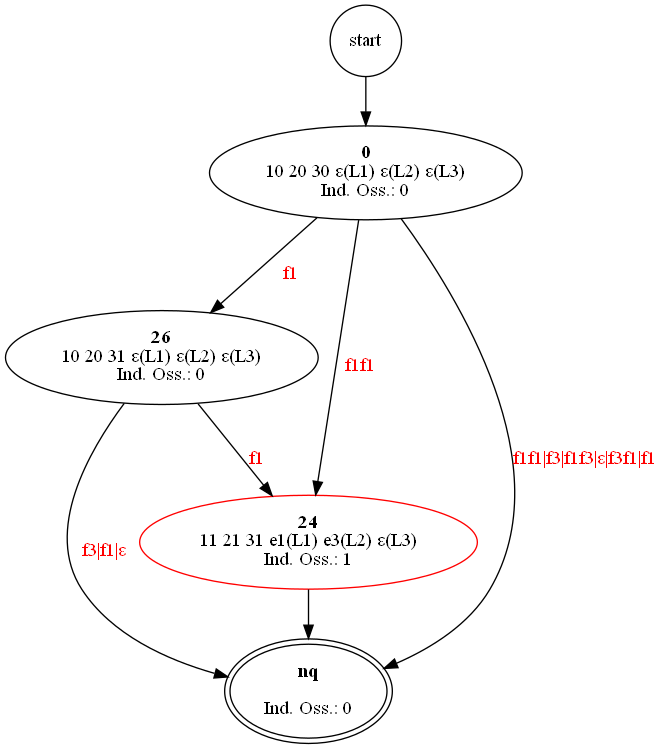 start
0
10 20 30 ε(L1) ε(L2) ε(L3)
Ind. Oss.: 0
f1
26
10 20 31 ε(L1) ε(L2) ε(L3)
Ind. Oss.: 0
f1f1
f1
f1f1|f3|f1f3|ε|f3f1|f1
24
11 21 31 e1(L1) e3(L2) ε(L3)
Ind. Oss.: 1
f3|f1|ε
nq
Ind. Oss.: 0